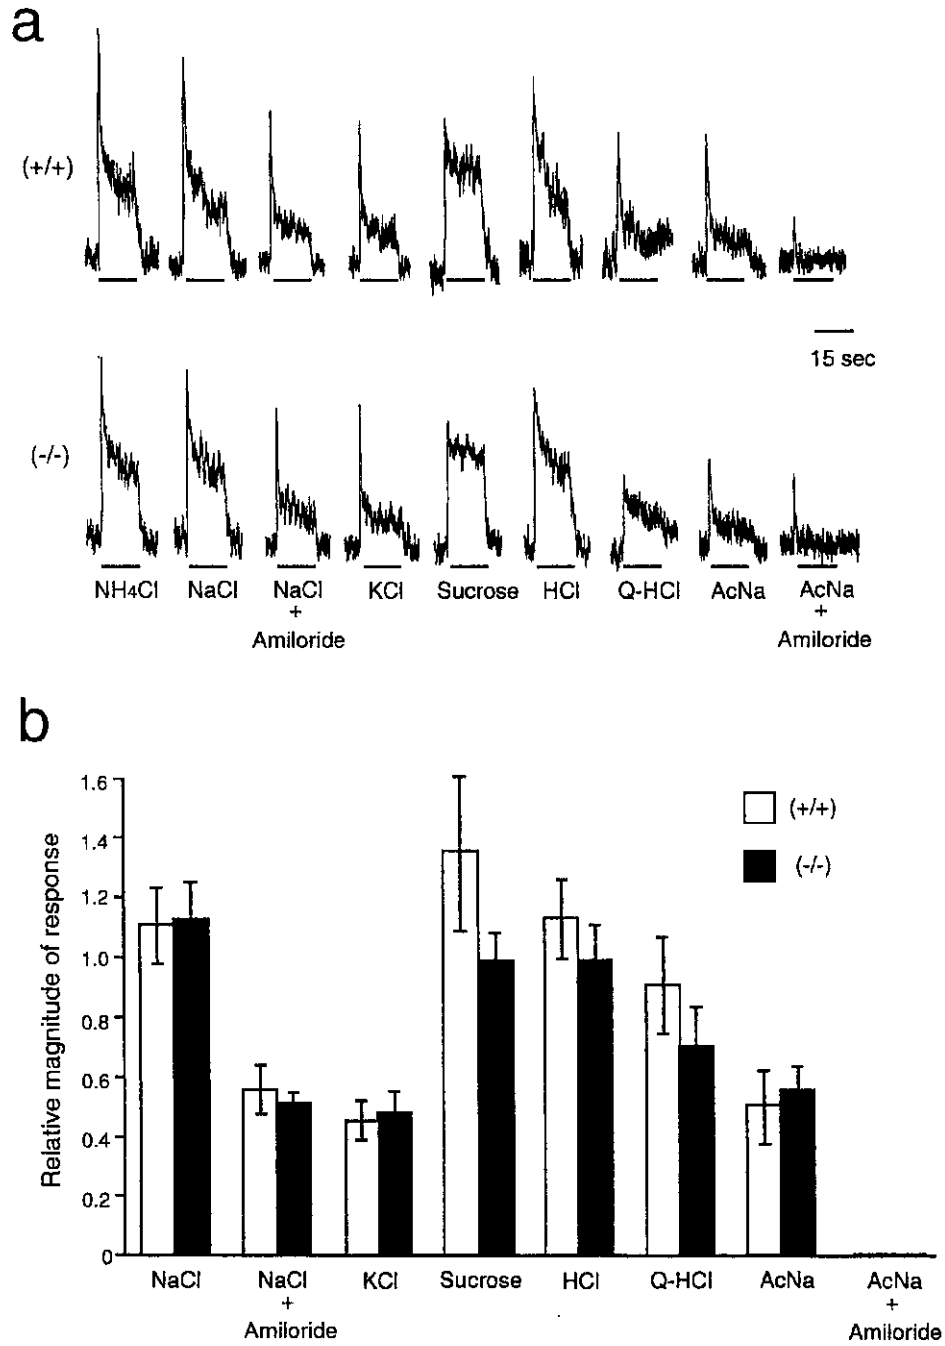 a
(+/+)
15 sec
(-/-)
NH4Cl NaCl NaCl + Amiloride KCl Sucrose HCl Q-HCl AcNa AcNa + Amiloride
b
Relative magnitude of response
1.6
1.4
1.2
1.0
0.8
0.6
0.4
0.2
0
(+/+)
(-/-)
NaCl NaCl + Amiloride KCl Sucrose HCl Q-HCl AcNa AcNa + Amiloride